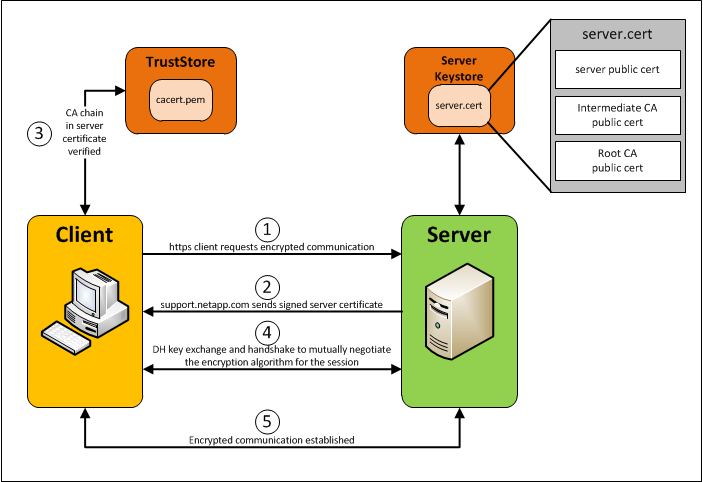 TrustStore
cacert.pem
Server
Keystore
server.cert
server.cert
server public cert
Intermediate CA
public cert
Root CA
public cert
3
CA chain
in server
certificate
verified
Client
Server
1
https client requests encrypted communication
2
support.netapp.com sends signed server certificate
4
DH key exchange and handshake to mutually negotiate
the encryption algorithm for the session
5
Encrypted communication established